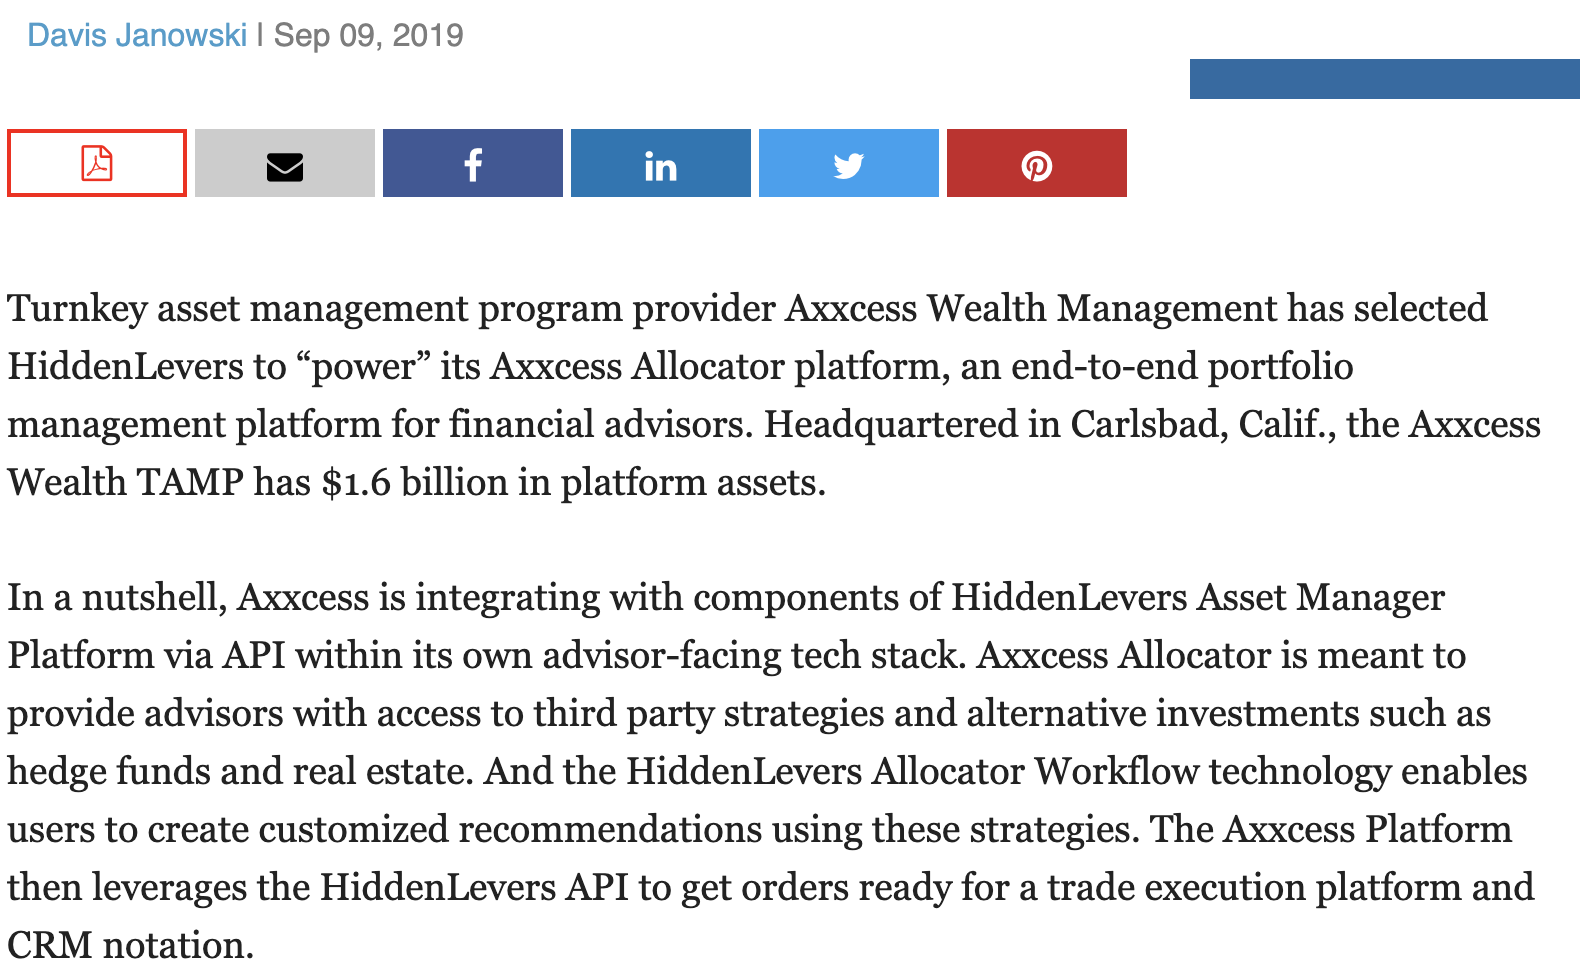 Davis Janowski | Sep 09, 2019
Turnkey asset management program provider Axxcess Wealth Management has selected
HiddenLevers to “power” its Axxcess Allocator platform, an end-to-end portfolio
management platform for financial advisors. Headquartered in Carlsbad, Calif., the Axxcess
Wealth TAMP has $1.6 billion in platform assets.
In a nutshell, Axxcess is integrating with components of HiddenLevers Asset Manager
Platform via API within its own advisor-facing tech stack. Axxcess Allocator is meant to
provide advisors with access to third party strategies and alternative investments such as
hedge funds and real estate. And the HiddenLevers Allocator Workflow technology enables
users to create customized recommendations using these strategies. The Axxcess Platform
then leverages the HiddenLevers API to get orders ready for a trade execution platform and
CRM notation.